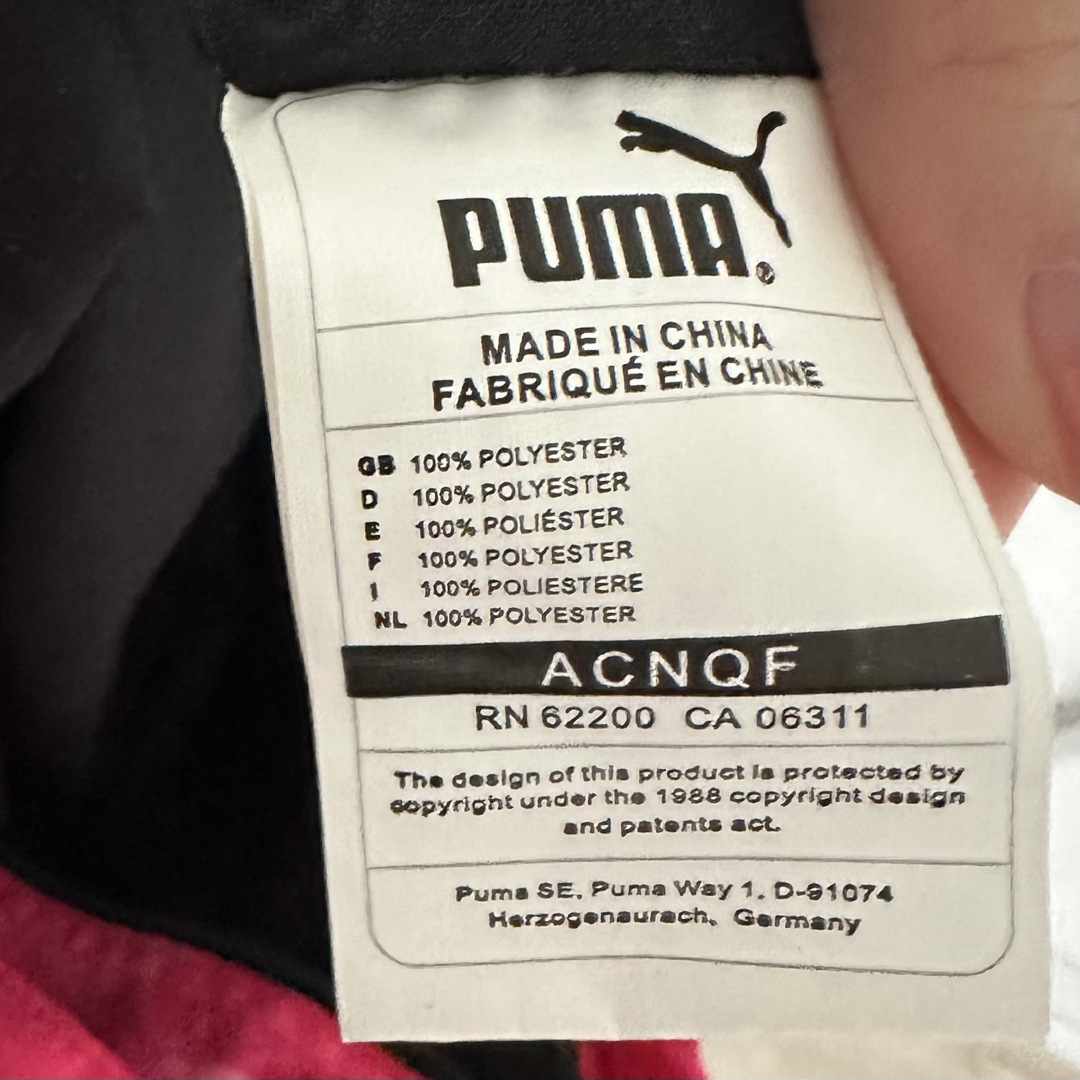 PUMA
MADE IN CHINA
FABRIQUÉ EN CHINE
GB 100% POLYESTER
D 100% POLYESTER
E 100% POLIÉSTER
F 100% POLYESTER
I 100% POLIESTERE
NL 100% POLYESTER
ACNQF
RN 62200 CA 06311
The design of this product is protected by
copyright under the 1988 copyright design
and patents act.
Puma SE, Puma Way 1, D-91074
Herzogenaurach, Germany